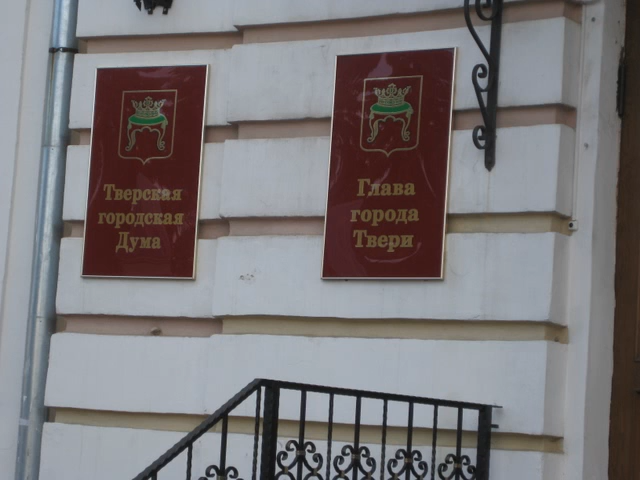 Тверская
городская
Дума
Глава
города
Твери